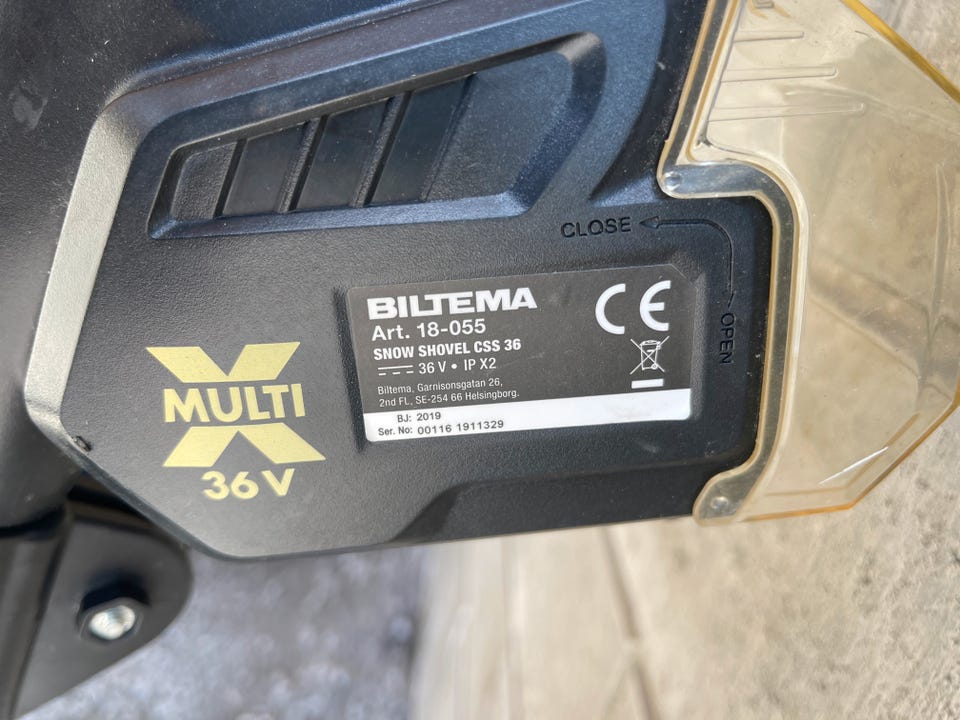 CLOSE
OPEN
BILTEMA
Art. 18-055
SNOW SHOVEL CSS 36
36 V • IP X2
Biltema, Garnisonsgatan 26,
2nd FL, SE-254 66 Helsingborg.
BJ: 2019
Ser. No: 00116 1911329
CE
X
MULTI
36 V